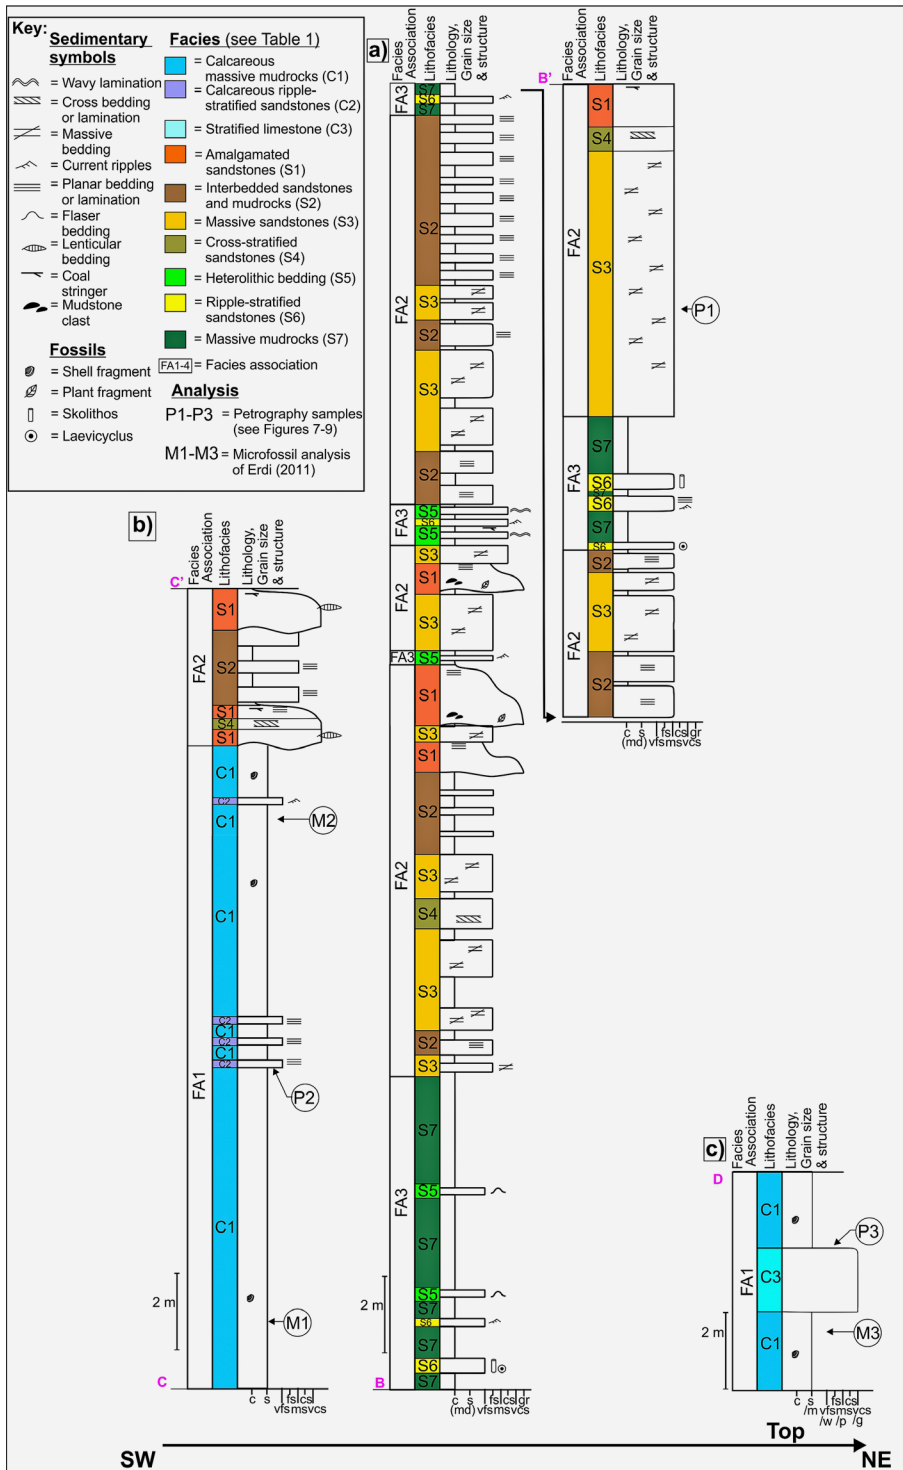 Key:
Sedimentary
symbols
= Wavy lamination
= Cross bedding
or lamination
= Massive
bedding
= Current ripples
= Planar bedding
or lamination
= Flaser
bedding
= Lenticular
bedding
= Coal
stringer
= Mudstone
clast
Fossils
= Shell fragment
= Plant fragment
= Skolithos
= Laevicyclus
Facies (see Table 1)
= Calcareous
massive mudrocks (C1)
= Calcareous ripple-
stratified sandstones (C2)
= Stratified limestone (C3)
= Amalgamated
sandstones (S1)
= Interbedded sandstones
and mudrocks (S2)
= Massive sandstones (S3)
= Cross-stratified
sandstones (S4)
= Heterolithic bedding (S5)
= Ripple-stratified
sandstones (S6)
= Massive mudrocks (S7)
FA1-4 = Facies association
Analysis
P1-P3 = Petrography samples
(see Figures 7-9)
M1-M3 = Microfossil analysis
of Erdi (2011)
a)
Facies
Association
Lithofacies
Lithology,
Grain size
& structure
FA3
S7
S6
S7
FA2
S2
S3
S2
S3
S2
FA3
S5
S6
S5
FA2
S3
S1
S3
FA3
S5
FA2
S1
S3
S1
S2
S3
S4
S3
S2
S3
FA3
S7
S5
S7
S5
S7
S6
S7
S6
S7
2 m
B
c s fs cs gr
(md) vfs ms vcs
B'
Facies
Association
Lithofacies
Lithology,
Grain size
& structure
FA2
S1
S4
S3
P1
FA3
S7
S6
S7
S6
S7
S6
FA2
S2
S3
S2
c s fs cs gr
(md) vfs ms vcs
b)
Facies
Association
Lithofacies
Lithology,
Grain size
& structure
C'
FA2
S1
S2
S1
S4
S1
FA1
C1
C2
C1
M2
C1
C2
C1
C2
C1
C2
P2
C1
2 m
M1
C
c s fs cs
vfs ms vcs
c)
Facies
Association
Lithofacies
Lithology,
Grain size
& structure
D
FA1
C1
P3
C3
C1
2 m
M3
c s fs cs
/m vfs ms vcs
/w /p /g
Top
SW
NE